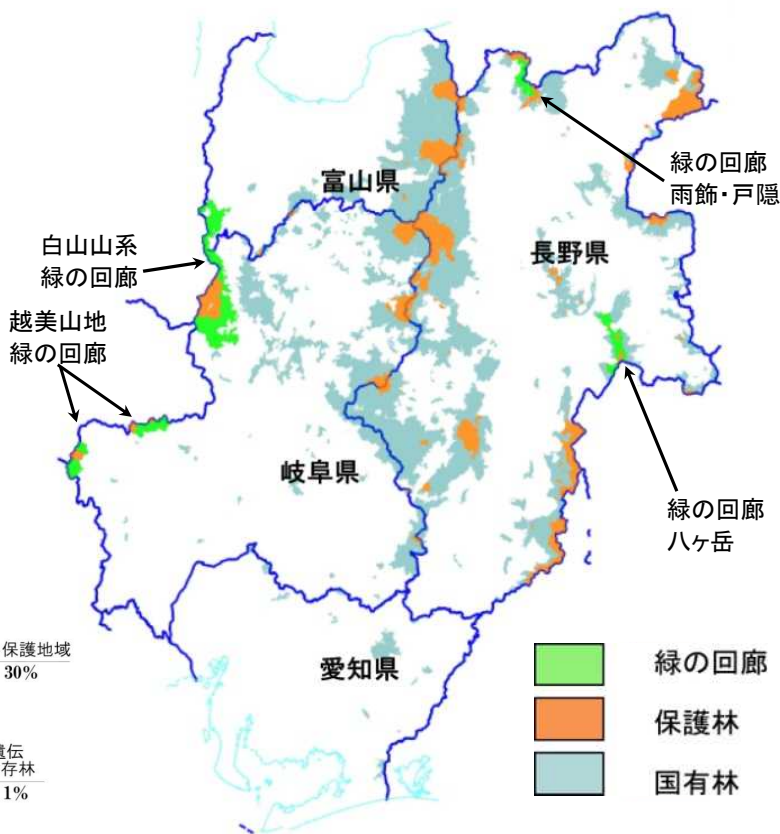 富山県
緑の回廊
雨飾・戸隠
白山山系
緑の回廊
長野県
越美山地
緑の回廊
岐阜県
緑の回廊
八ヶ岳
保護地域
30%
愛知県
緑の回廊
保護林
国有林
遺伝
存林
1%